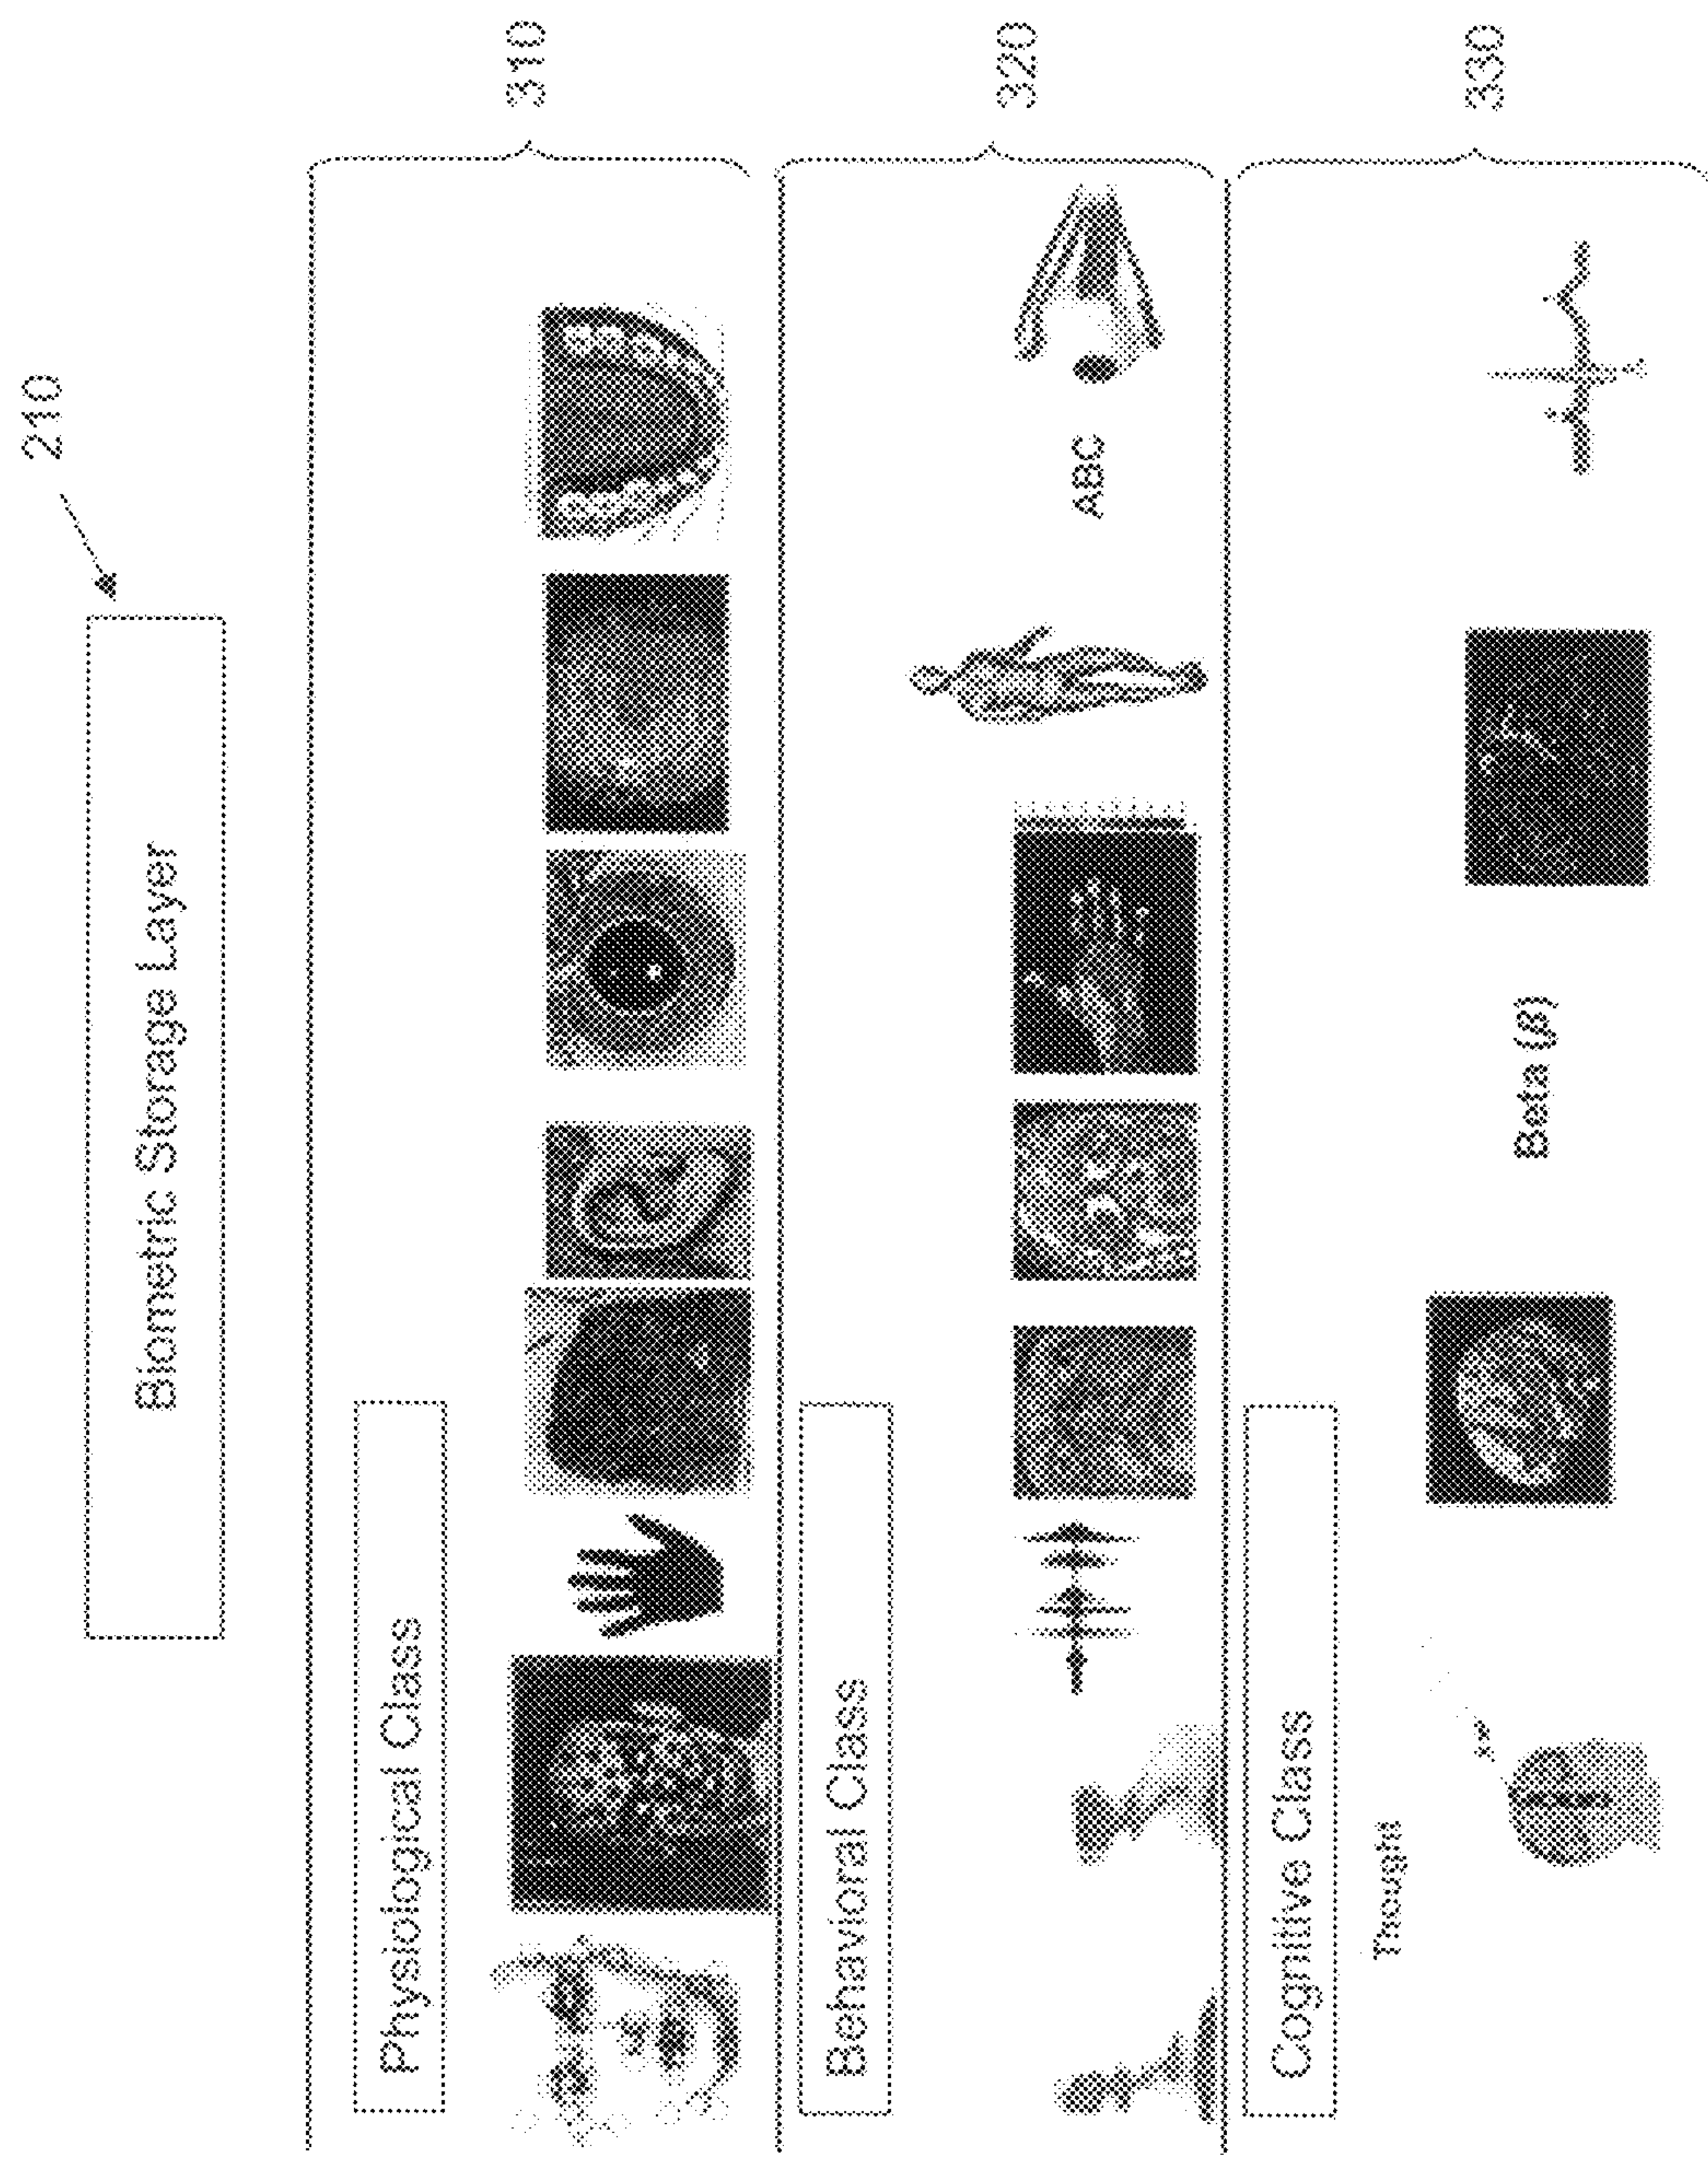 210
Biometric Storage Layer
Physiological Class
310
Behavioral Class
ABC
320
Cognitive Class
Thought
Beta (β)
330